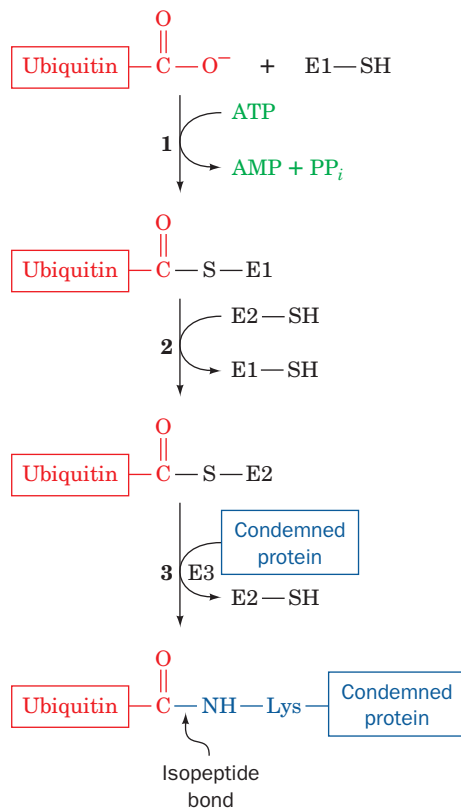 O
Ubiquitin C O− + E1 SH
ATP
1
AMP + PPi
O
Ubiquitin C S E1
E2 SH
2
E1 SH
O
Ubiquitin C S E2
Condemned
protein
3 E3
E2 SH
O
Ubiquitin C NH Lys Condemned
protein
Isopeptide
bond